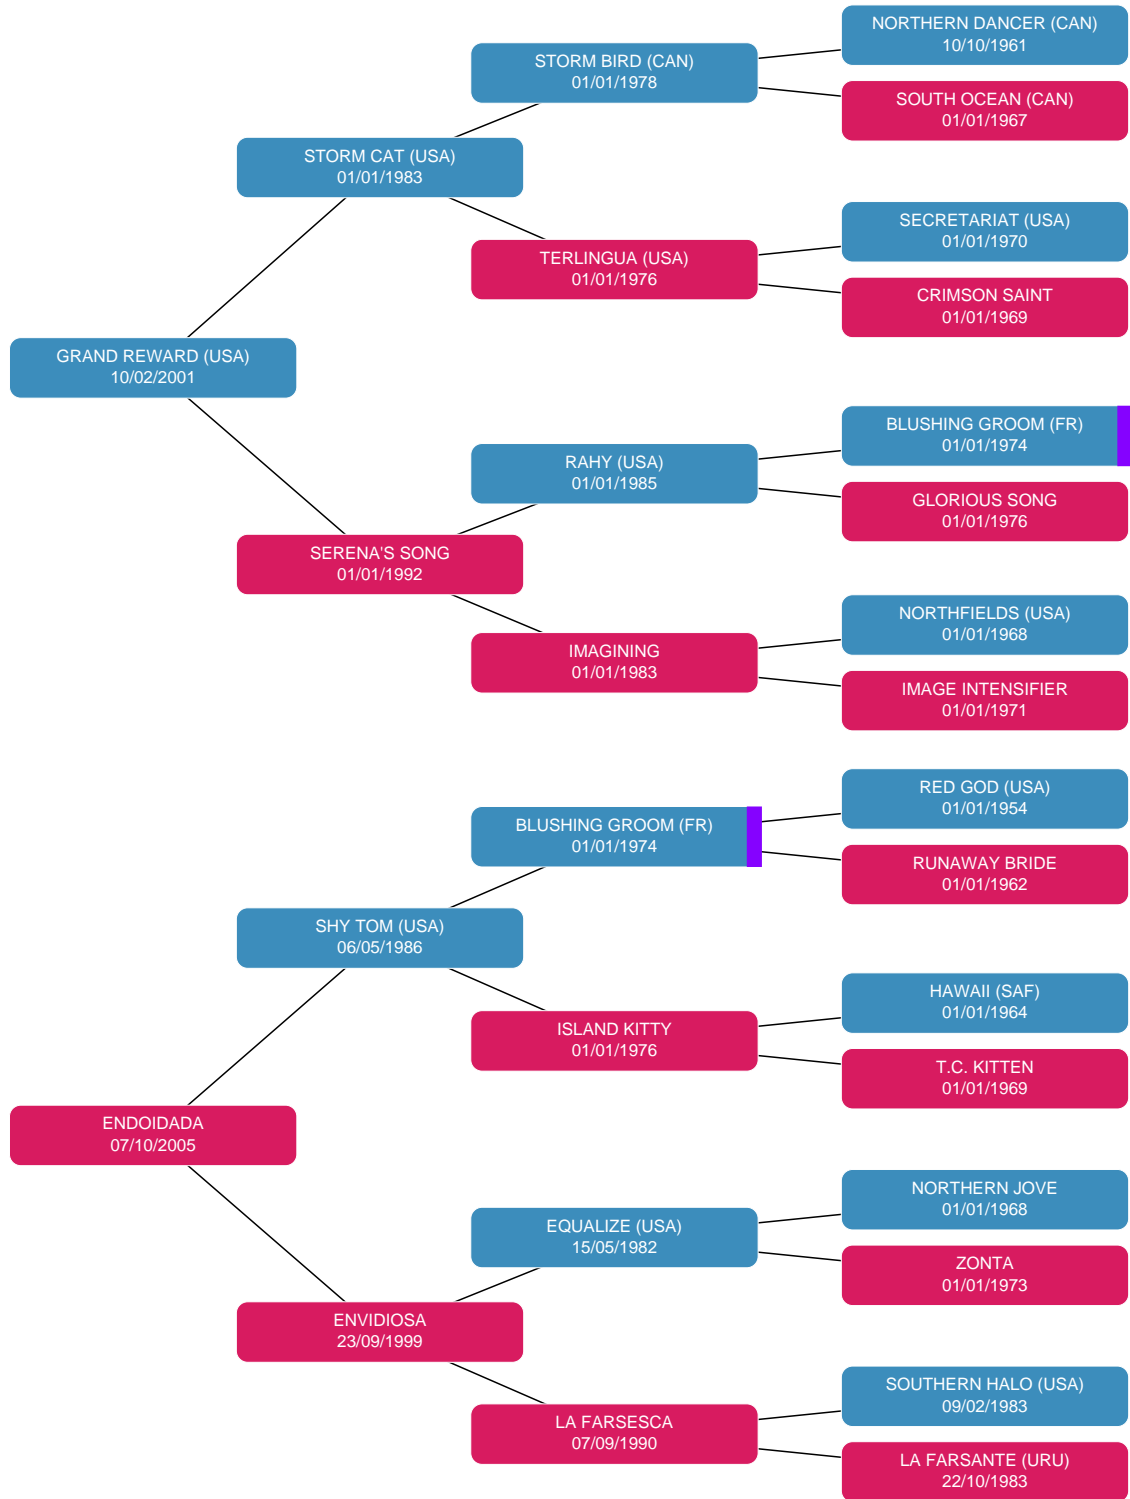 NORTHERN DANCER (CAN)
10/10/1961
STORM BIRD (CAN)
01/01/1978
SOUTH OCEAN (CAN)
01/01/1967
STORM CAT (USA)
01/01/1983
SECRETARIAT (USA)
01/01/1970
TERLINGUA (USA)
01/01/1976
CRIMSON SAINT
01/01/1969
GRAND REWARD (USA)
10/02/2001
BLUSHING GROOM (FR)
01/01/1974
RAHY (USA)
01/01/1985
GLORIOUS SONG
01/01/1976
SERENA'S SONG
01/01/1992
NORTHFIELDS (USA)
01/01/1968
IMAGINING
01/01/1983
IMAGE INTENSIFIER
01/01/1971
RED GOD (USA)
01/01/1954
BLUSHING GROOM (FR)
01/01/1974
RUNAWAY BRIDE
01/01/1962
SHY TOM (USA)
06/05/1986
HAWAII (SAF)
01/01/1964
ISLAND KITTY
01/01/1976
T.C. KITTEN
01/01/1969
ENDOIDADA
07/10/2005
NORTHERN JOVE
01/01/1968
EQUALIZE (USA)
15/05/1982
ZONTA
01/01/1973
ENVIDIOSA
23/09/1999
SOUTHERN HALO (USA)
09/02/1983
LA FARSESCA
07/09/1990
LA FARSANTE (URU)
22/10/1983